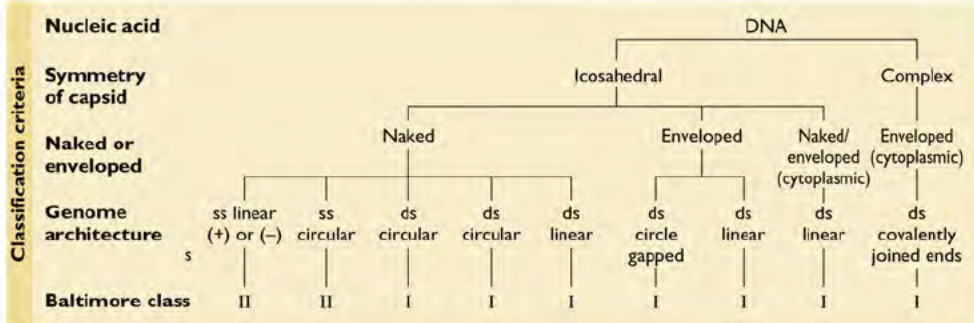 Classification criteria
Nucleic acid
DNA
Symmetry
of capsid
Icosahedral
Complex
Naked or
enveloped
Naked
Enveloped
Naked/
enveloped
(cytoplasmic)
Enveloped
(cytoplasmic)
Genome
architecture
s
ss linear
(+) or (–)
ss
circular
ds
circular
ds
circular
ds
linear
ds
circle
gapped
ds
linear
ds
linear
ds
covalently
joined ends
Baltimore class
II
II
I
I
I
I
I
I
I